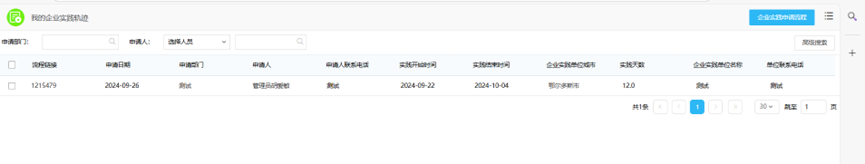 我的企业实践轨迹 企业实践申请流程
申请部门： 申请人： 选择人员 高级搜索
流程链接 申请日期 申请部门 申请人 申请人联系电话 实践开始时间 实践结束时间 企业实践单位城市 实践天数 企业实践单位名称 单位联系电话
1215479 2024-09-26 测试 管理员胡媛敏 测试 2024-09-22 2024-10-04 鄂尔多斯市 12.0 测试 测试
共1条 1 30 跳至 1 页